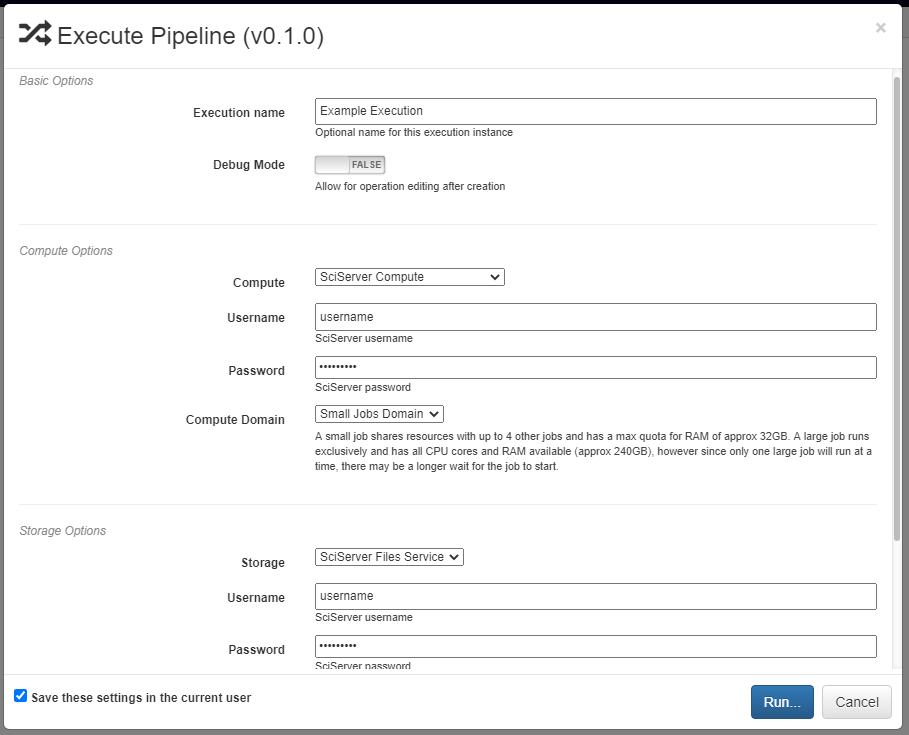 Execute Pipeline (v0.1.0)
×
Basic Options
Execution name
Example Execution
Optional name for this execution instance
Debug Mode
FALSE
Allow for operation editing after creation
Compute Options
Compute
SciServer Compute
Username
username
SciServer username
Password
•••••••••
SciServer password
Compute Domain
Small Jobs Domain
A small job shares resources with up to 4 other jobs and has a max quota for RAM of approx 32GB. A large job runs
exclusively and has all CPU cores and RAM available (approx 240GB), however since only one large job will run at a
time, there may be a longer wait for the job to start.
Storage Options
Storage
SciServer Files Service
Username
username
SciServer username
Password
•••••••••
SciServer password
Save these settings in the current user
Run...
Cancel